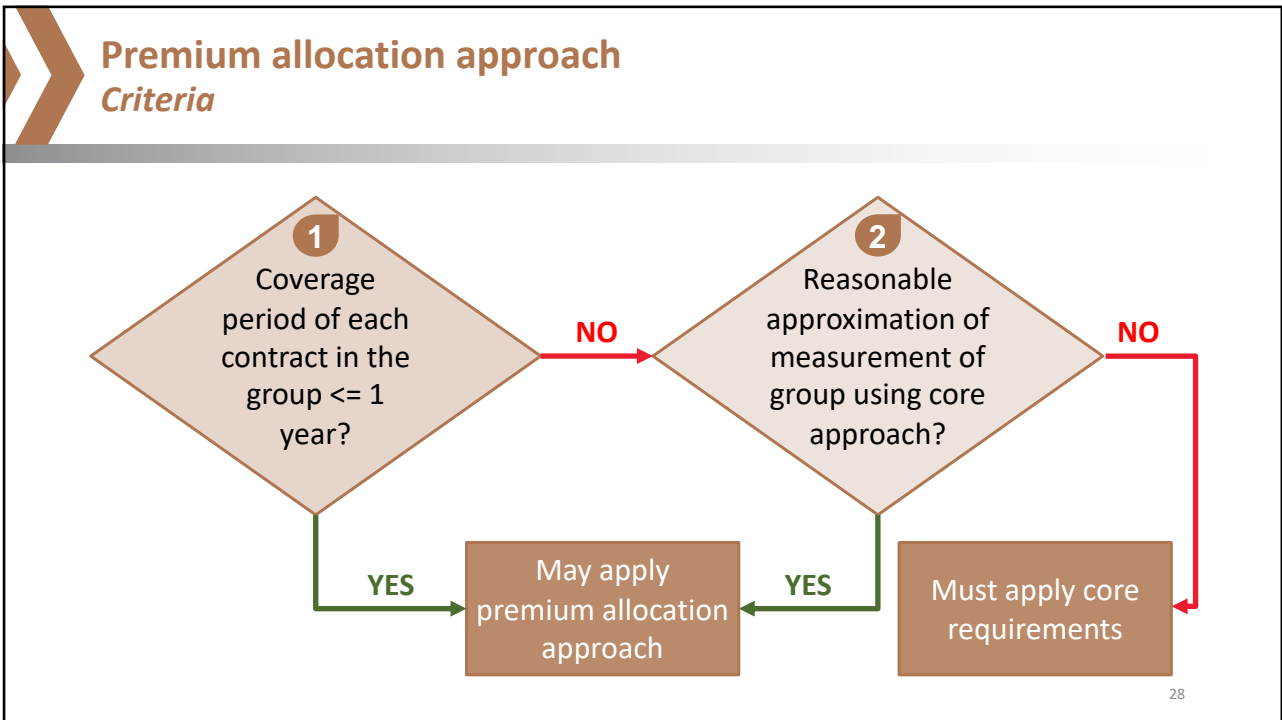 Premium allocation approach
Criteria
1
Coverage
period of each
contract in the
group <= 1
year?
NO
2
Reasonable
approximation of
measurement of
group using core
approach?
NO
YES
May apply
premium allocation
approach
YES
Must apply core
requirements
28